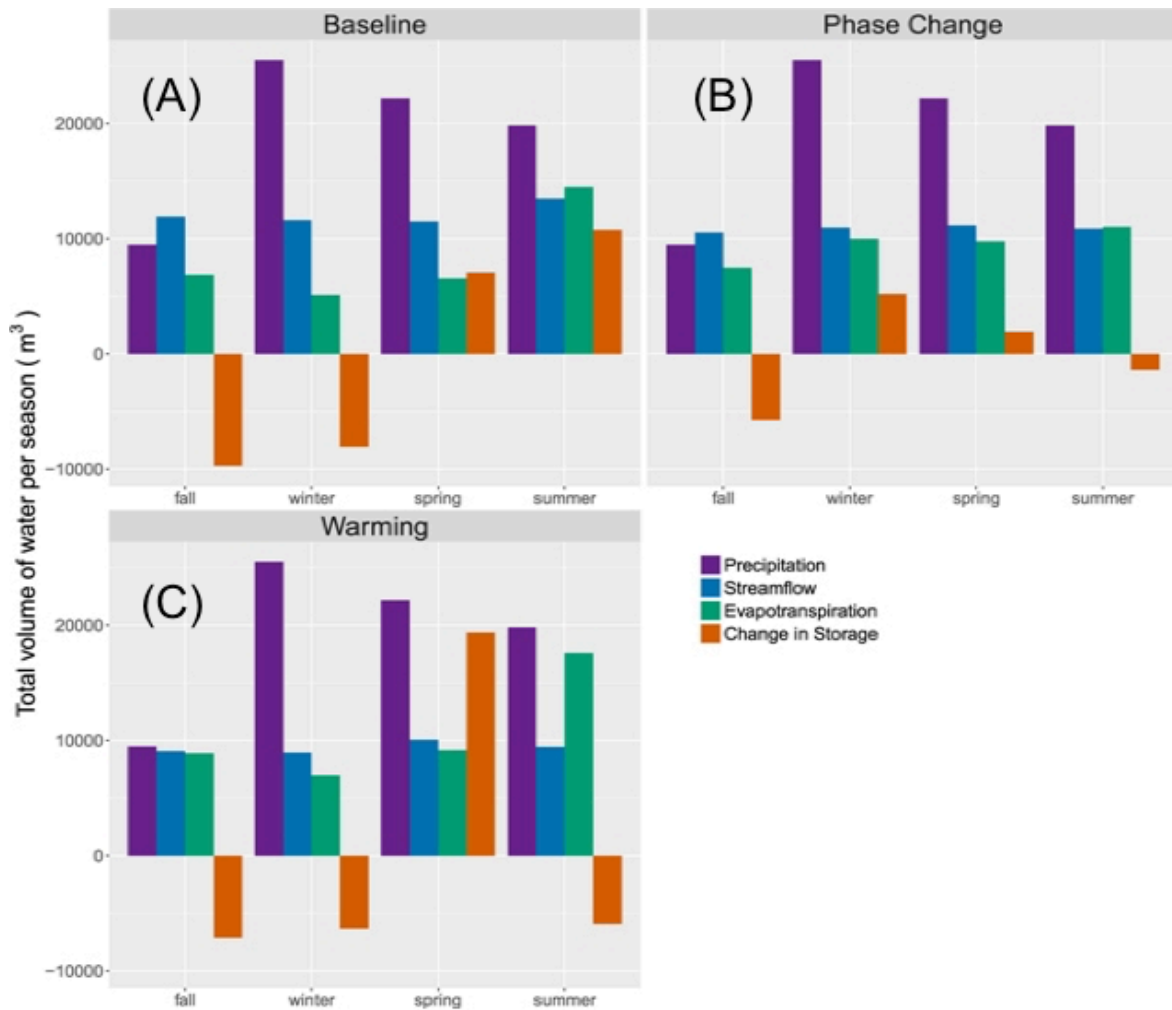 Baseline
Phase Change
(A)
(B)
20000
10000
0
−10000
fall winter spring summer
fall winter spring summer
Warming
(C)
20000
10000
0
−10000
fall winter spring summer
Precipitation
Streamflow
Evapotranspiration
Change in Storage
Total volume of water per season ( m³ )